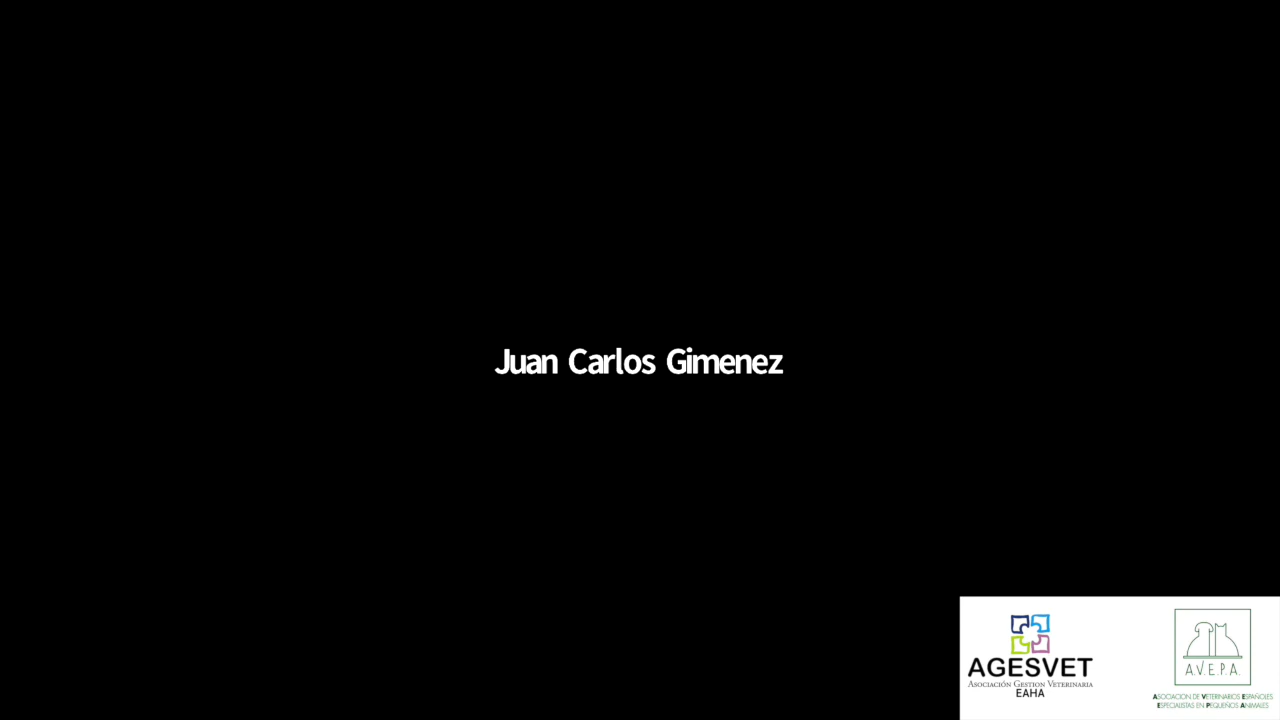 Juan Carlos Gimenez
AGESVET
ASOCIACIÓN GESTION VETERINARIA
EAHA
A.V.E.P.A.
ASOCIACION DE VETERINARIOS ESPAÑOLES
ESPECIALISTAS EN PEQUEÑOS ANIMALES